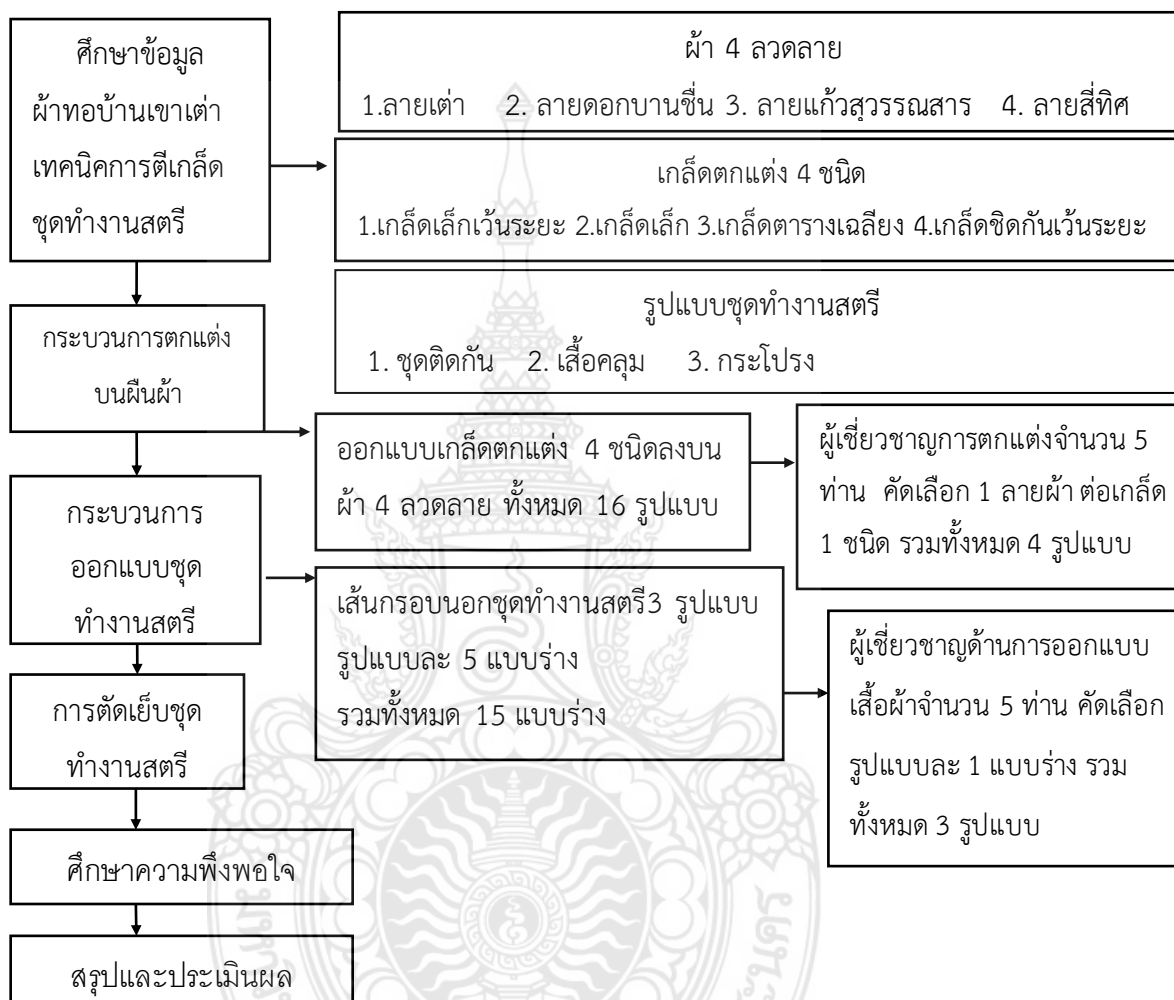 ศึกษาข้อมูล
ผ้าทอบ้านเขาเต่า
เทคนิคการตีเกล็ด
ชุดทำงานสตรี
ผ้า 4 ลวดลาย
1.ลายเต่า 2. ลายดอกบานชื่น 3. ลายแก้วสุวรรณสาร 4. ลายสี่ทิศ
เกล็ดตกแต่ง 4 ชนิด
1.เกล็ดเล็กเว้นระยะ 2.เกล็ดเล็ก 3.เกล็ดตารางเฉลียง 4.เกล็ดชิดกันเว้นระยะ
รูปแบบชุดทำงานสตรี
1. ชุดติดกัน 2. เสื้อคลุม 3. กระโปรง
กระบวนการตกแต่ง
บนผืนผ้า
ออกแบบเกล็ดตกแต่ง 4 ชนิดลงบน
ผ้า 4 ลวดลาย ทั้งหมด 16 รูปแบบ
ผู้เชี่ยวชาญการตกแต่งจำนวน 5
ท่าน คัดเลือก 1 ลายผ้า ต่อเกล็ด
1 ชนิด รวมทั้งหมด 4 รูปแบบ
กระบวนการ
ออกแบบชุด
ทำงานสตรี
เส้นกรอบนอกชุดทำงานสตรี3 รูปแบบ
รูปแบบละ 5 แบบร่าง
รวมทั้งหมด 15 แบบร่าง
ผู้เชี่ยวชาญด้านการออกแบบ
เสื้อผ้าจำนวน 5 ท่าน คัดเลือก
รูปแบบละ 1 แบบร่าง รวม
ทั้งหมด 3 รูปแบบ
การตัดเย็บชุด
ทำงานสตรี
ศึกษาความพึงพอใจ
สรุปและประเมินผล